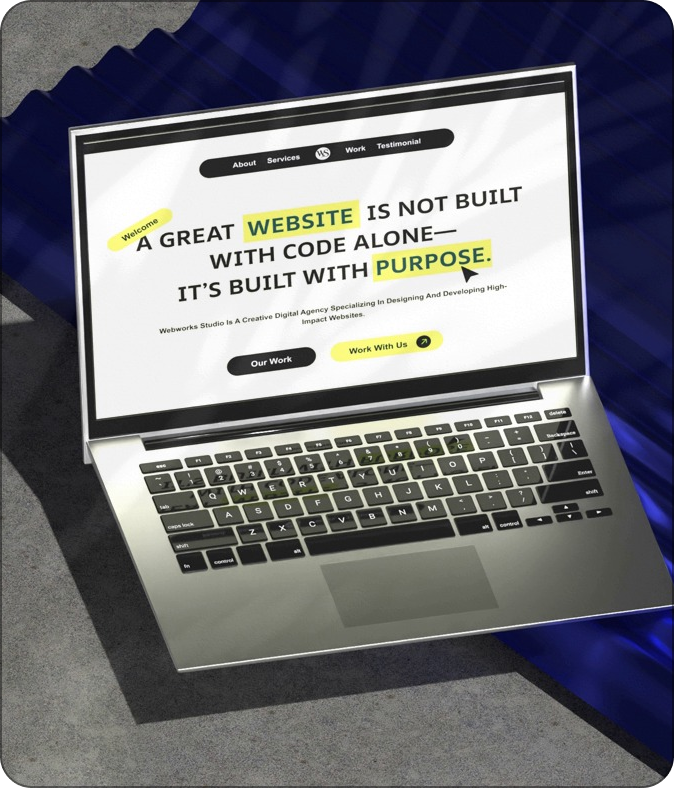 About Services WS Work Testimonial
Welcome
A GREAT WEBSITE IS NOT BUILT
WITH CODE ALONE—
IT'S BUILT WITH PURPOSE.
Webworks Studio Is A Creative Digital Agency Specializing In Designing And Developing High-
Impact Websites.
Our Work Work With Us
F1 F2 F3 F4 F5 F6 F7 F8 F9 F10 F11 F12 delete
Backspace
tab Q W E R T Y U I O P
caps lock A S D F G H J K L Enter
shift Z X C V B N M shift
fn control alt alt control